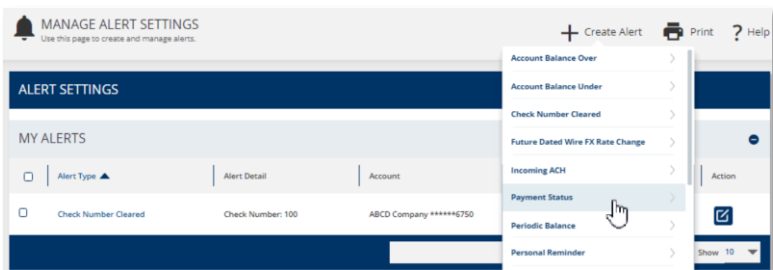 MANAGE ALERT SETTINGS
Use this page to create and manage alerts.
Create Alert
Print
? Help
ALERT SETTINGS
MY ALERTS
Alert Type
Alert Detail
Account
Action
Check Number Cleared
Check Number: 100
ABCD Company ******6750
Show 10
Account Balance Over
Account Balance Under
Check Number Cleared
Future Dated Wire FX Rate Change
Incoming ACH
Payment Status
Periodic Balance
Personal Reminder